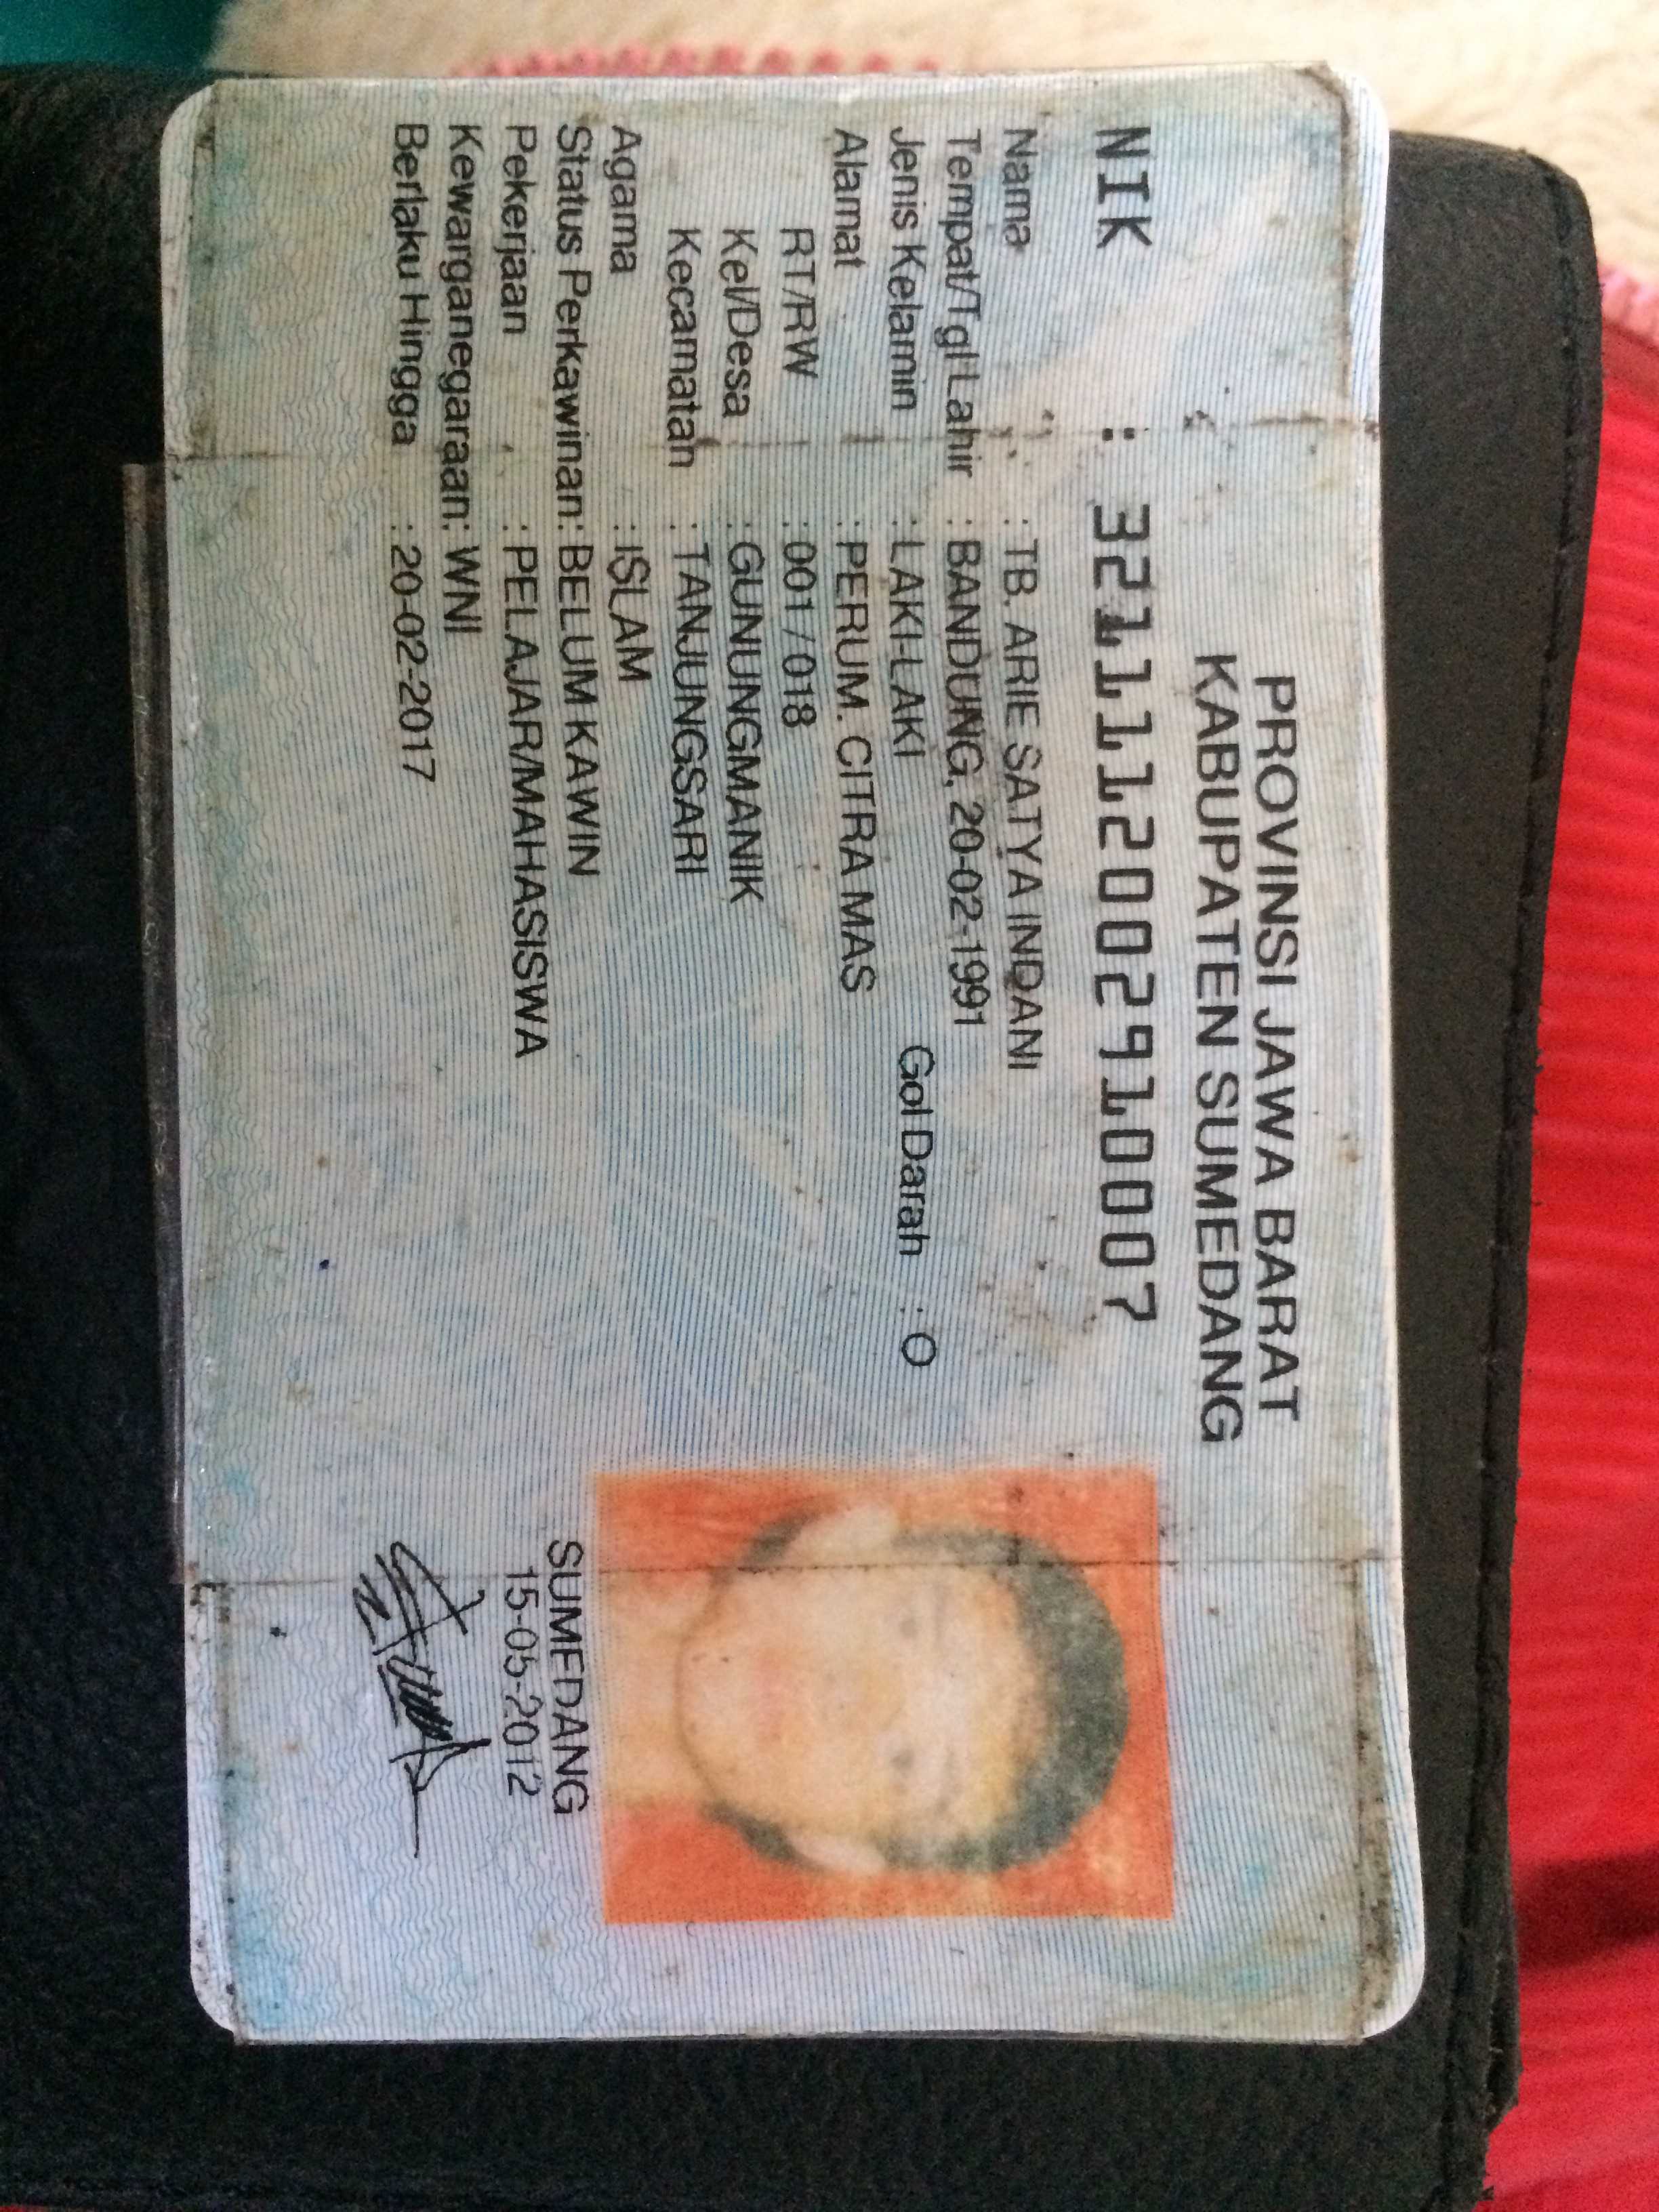 PROVINSI JAWA BARAT
KABUPATEN SUMEDANG
NIK : 3211112002910007
Nama : TB. ARIE SATYA INDANI
Tempat/Tgl Lahir : BANDUNG, 20-02-1991
Jenis Kelamin : LAKI-LAKI Gol Darah : O
Alamat : PERUM. CITRA MAS
RT/RW : 001 / 018
Kel/Desa : GUNUNGMANIK
Kecamatan : TANJUNGSARI
Agama : ISLAM
Status Perkawinan: BELUM KAWIN
Pekerjaan : PELAJAR/MAHASISWA
Kewarganegaraan: WNI
Berlaku Hingga : 20-02-2017
SUMEDANG
15-05-2012